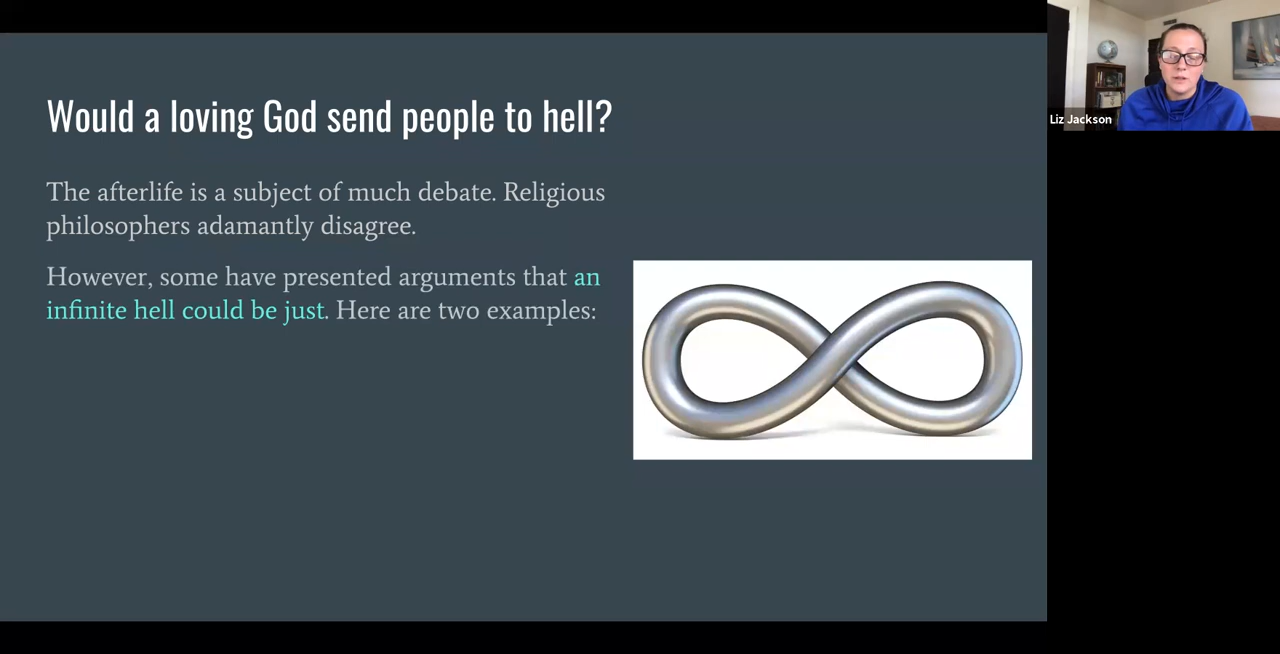 Would a loving God send people to hell?
The afterlife is a subject of much debate. Religious
philosophers adamantly disagree.
However, some have presented arguments that an
infinite hell could be just. Here are two examples:
Liz Jackson